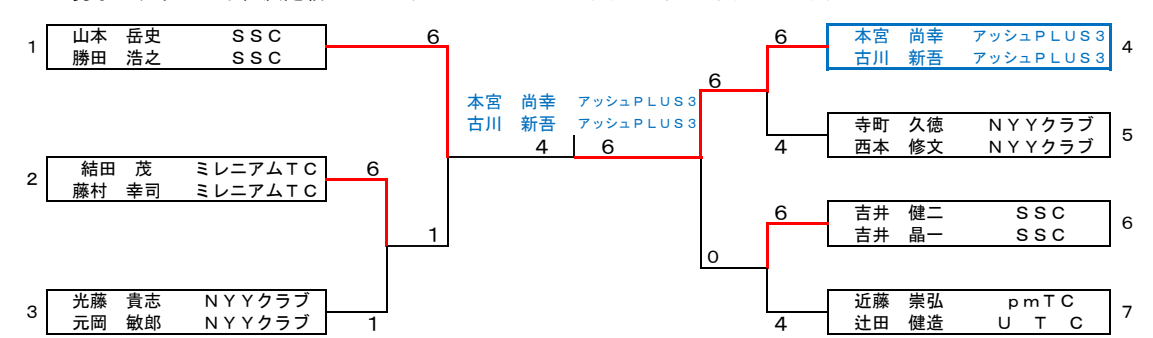 1
山本 岳史 ＳＳＣ
勝田 浩之 ＳＳＣ
6
2
結田 茂 ミレニアムＴＣ
藤村 幸司 ミレニアムＴＣ
6
1
3
光藤 貴志 ＮＹＹクラブ
元岡 敏郎 ＮＹＹクラブ
1
本宮 尚幸 アッシュＰＬＵＳ３
古川 新吾 アッシュＰＬＵＳ３
4 6
6
本宮 尚幸 アッシュＰＬＵＳ３
古川 新吾 アッシュＰＬＵＳ３
4
6
寺町 久徳 ＮＹＹクラブ
西本 修文 ＮＹＹクラブ
5
4
6
吉井 健二 ＳＳＣ
吉井 晶一 ＳＳＣ
6
0
近藤 崇弘 ｐｍＴＣ
辻田 健造 Ｕ Ｔ Ｃ
7
4